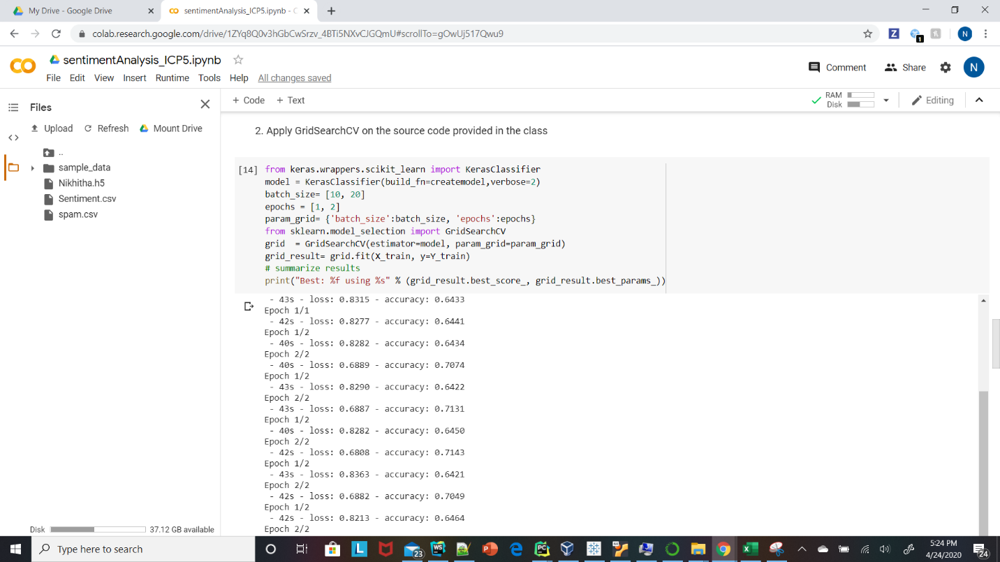 My Drive - Google Drive
sentimentAnalysis_ICP5.ipynb - C
colab.research.google.com/drive/1ZYq8Q0v3hGbCwSrzv_4BTi5NXvCJGQmU#scrollTo=gOwUj517Qwu9
Z
1
N
CO
sentimentAnalysis_ICP5.ipynb
File Edit View Insert Runtime Tools Help All changes saved
Comment
Share
N
Files
+ Code + Text
RAM
Disk
Editing
Upload Refresh Mount Drive
..
sample_data
Nikhitha.h5
Sentiment.csv
spam.csv
2. Apply GridSearchCV on the source code provided in the class
[14] from keras.wrappers.scikit_learn import KerasClassifier
model = KerasClassifier(build_fn=createmodel,verbose=2)
batch_size= [10, 20]
epochs = [1, 2]
param_grid= {'batch_size':batch_size, 'epochs':epochs}
from sklearn.model_selection import GridSearchCV
grid  = GridSearchCV(estimator=model, param_grid=param_grid)
grid_result= grid.fit(X_train, y=Y_train)
# summarize results
print("Best: %f using %s" % (grid_result.best_score_, grid_result.best_params_))
- 43s - loss: 0.8315 - accuracy: 0.6433
Epoch 1/1
- 42s - loss: 0.8277 - accuracy: 0.6441
Epoch 1/2
- 40s - loss: 0.8282 - accuracy: 0.6434
Epoch 2/2
- 40s - loss: 0.6889 - accuracy: 0.7074
Epoch 1/2
- 43s - loss: 0.8290 - accuracy: 0.6422
Epoch 2/2
- 43s - loss: 0.6887 - accuracy: 0.7131
Epoch 1/2
- 40s - loss: 0.8282 - accuracy: 0.6450
Epoch 2/2
- 42s - loss: 0.6808 - accuracy: 0.7143
Epoch 1/2
- 43s - loss: 0.8363 - accuracy: 0.6421
Epoch 2/2
- 42s - loss: 0.6882 - accuracy: 0.7049
Epoch 1/2
- 42s - loss: 0.8213 - accuracy: 0.6464
Epoch 2/2
Disk
37.12 GB available
Type here to search
L
23
WS
P
PC
X
5:24 PM
4/24/2020
24